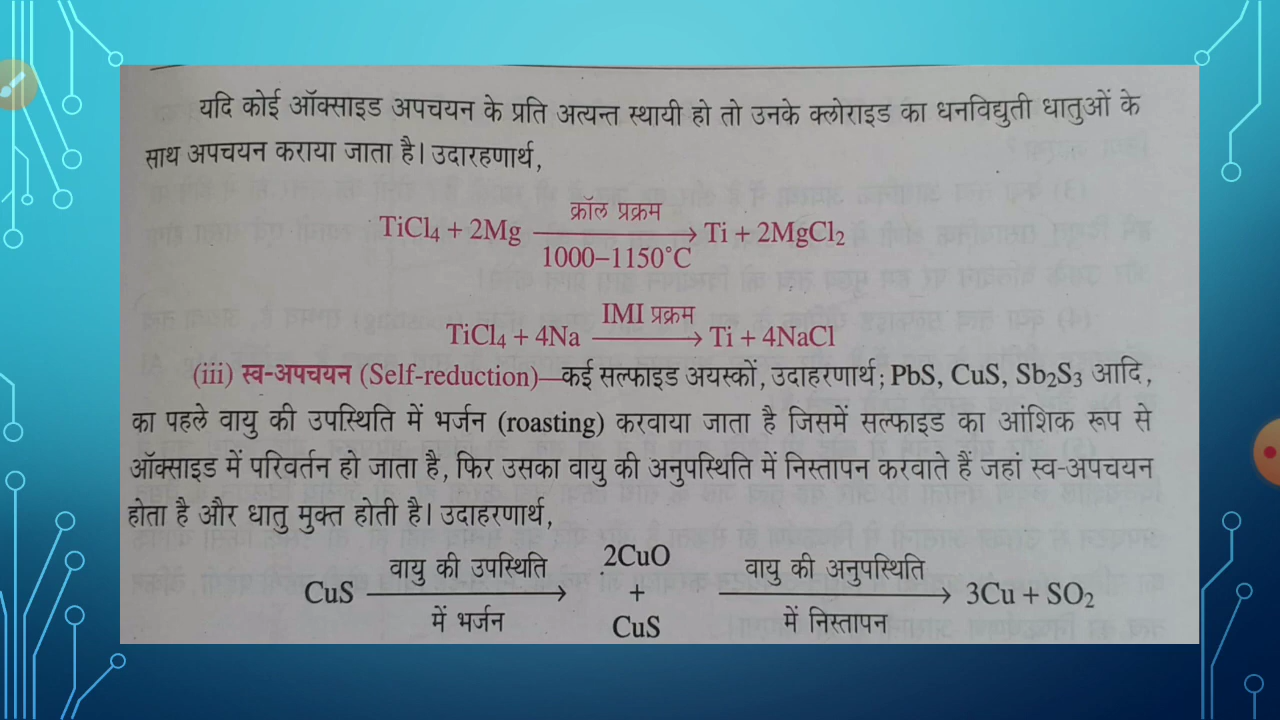 यदि कोई ऑक्साइड अपचयन के प्रति अत्यन्त स्थायी हो तो उनके क्लोराइड का धनविद्युती धातुओं के
साथ अपचयन कराया जाता है। उदारहणार्थ,
क्रॉल प्रक्रम
TiCl₄ + 2Mg ⟶ Ti + 2MgCl₂
1000–1150°C
IMI प्रक्रम
TiCl₄ + 4Na ⟶ Ti + 4NaCl
(iii) स्व-अपचयन (Self-reduction)—कई सल्फाइड अयस्कों, उदाहरणार्थ; PbS, CuS, Sb₂S₃ आदि,
का पहले वायु की उपस्थिति में भर्जन (roasting) करवाया जाता है जिसमें सल्फाइड का आंशिक रूप से
ऑक्साइड में परिवर्तन हो जाता है, फिर उसका वायु की अनुपस्थिति में निस्तापन करवाते हैं जहाँ स्व-अपचयन
होता है और धातु मुक्त होती है। उदाहरणार्थ,
वायु की उपस्थिति 2CuO वायु की अनुपस्थिति
CuS ⟶ + ⟶ 3Cu + SO₂
में भर्जन CuS में निस्तापन